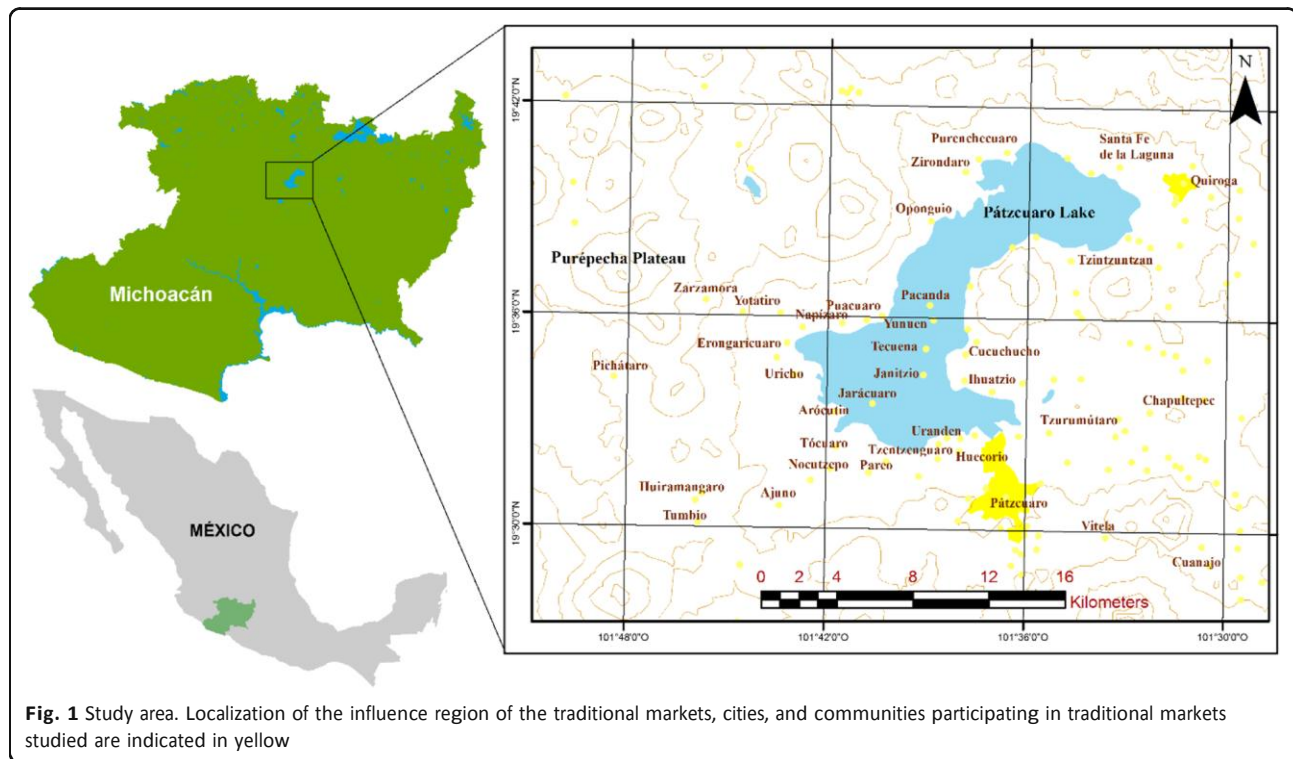 Michoacán
MÉXICO
N
19°42'0"N
19°36'0"N
19°30'0"N
Purenchecuaro
Santa Fe
de la Laguna
Zirondaro
Quiroga
Oponguio
Pátzcuaro Lake
Purépecha Plateau
Tzintzuntzan
Zarzamora
Yotatiro
Pacanda
Puacuaro
Napízaro
Yunuen
Erongarícuaro
Tecuena
Cucuchucho
Pichátaro
Uricho
Janitzio
Ihuatzio
Jarácuaro
Chapultepec
Arócutin
Tzurumútaro
Uranden
Tócuaro
Tzentzenguaro
Huecorio
Nocutzepo
Pareo
Huiramangaro
Ajuno
Pátzcuaro
Tumbio
Vitela
Cuanajo
0 2 4 8 12 16
Kilometers
101°48'0"O
101°42'0"O
101°36'0"O
101°30'0"O
Fig. 1 Study area. Localization of the influence region of the traditional markets, cities, and communities participating in traditional markets
studied are indicated in yellow